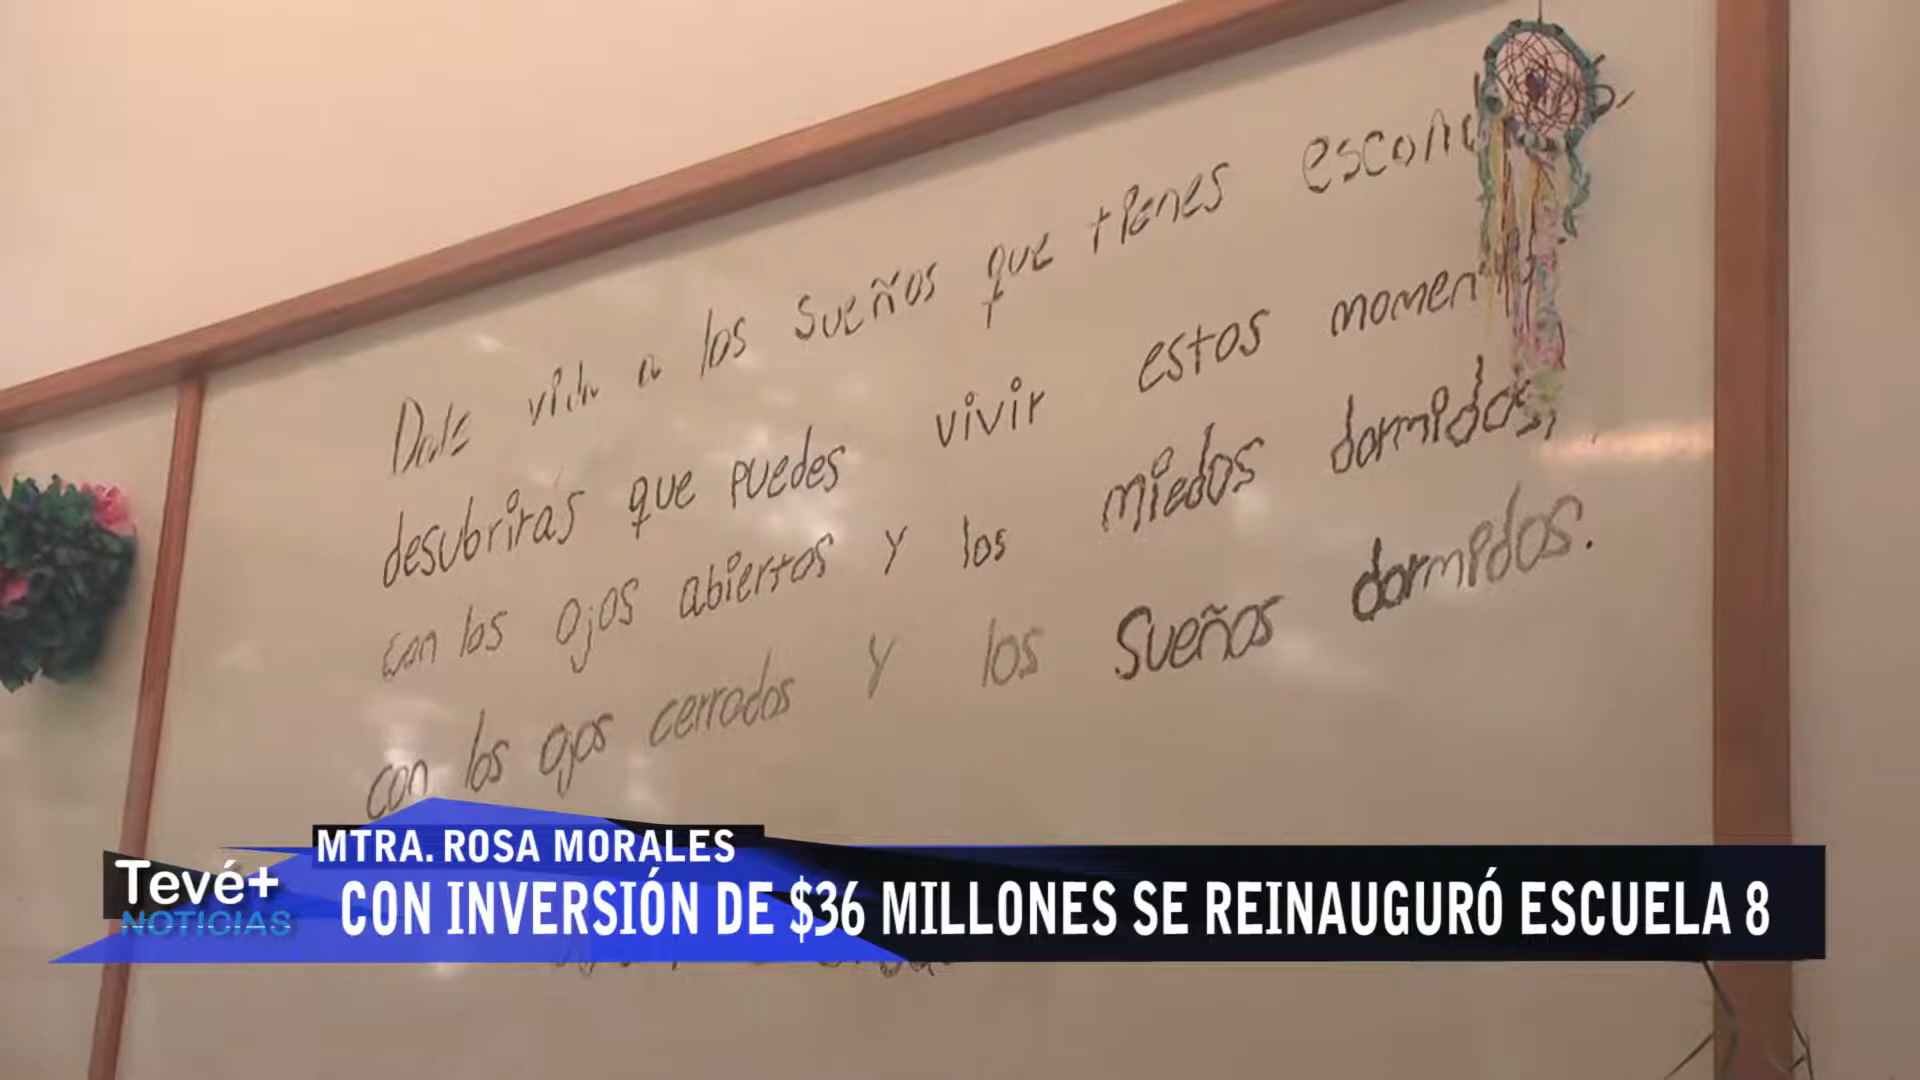 Dale vida a los sueños que tienes
desubriras que puedes vivir estos
con los ojos abiertos y los miedos dormidos,
con los ojos cerrados y los sueños dormidos.
MTRA. ROSA MORALES
Tevé+
NOTICIAS
CON INVERSIÓN DE $36 MILLONES SE REINAUGURÓ ESCUELA 8